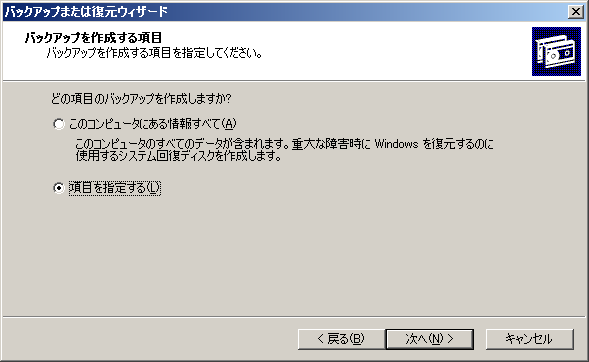 バックアップまたは復元ウィザード
バックアップを作成する項目
バックアップを作成する項目を指定してください。
どの項目のバックアップを作成しますか?
このコンピュータにある情報すべて(A)
このコンピュータのすべてのデータが含まれます。重大な障害時に Windows を復元するのに
使用するシステム回復ディスクを作成します。
項目を指定する(L)
< 戻る(B)
次へ(N) >
キャンセル